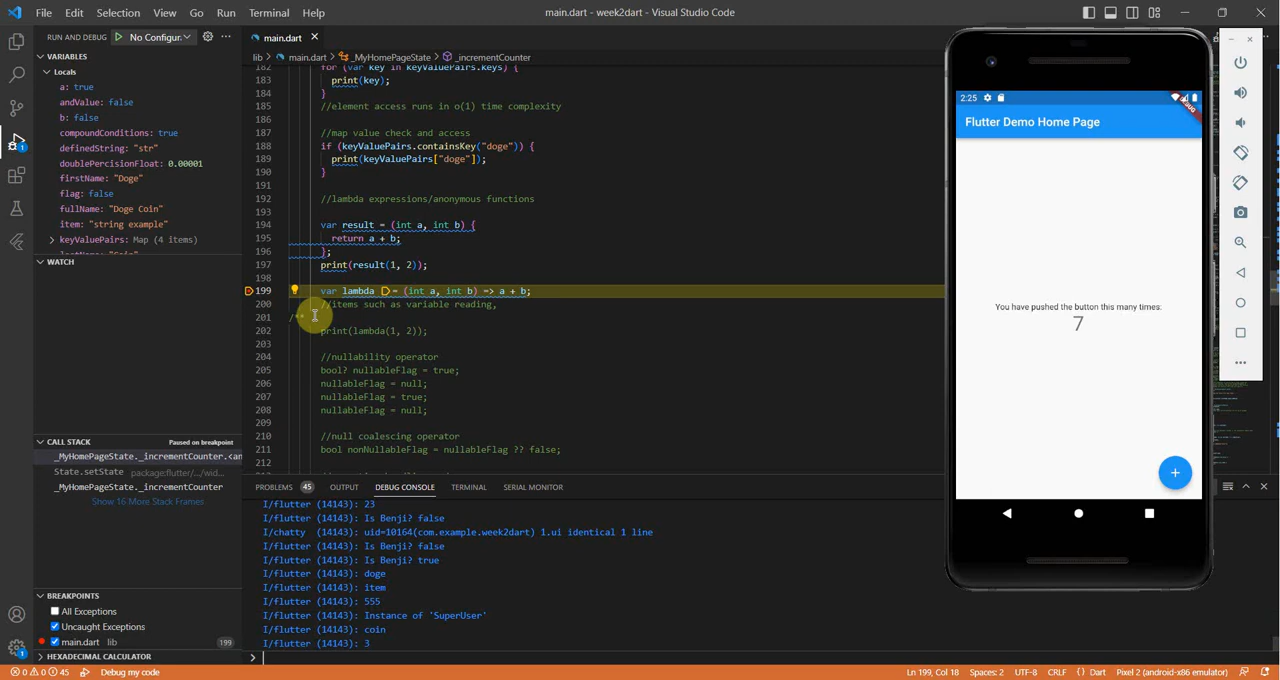 File Edit Selection View Go Run Terminal Help
main.dart - week2dart - Visual Studio Code
RUN AND DEBUG No Configur
VARIABLES
Locals
a: true
andValue: false
b: false
compoundConditions: true
definedString: "str"
doublePercisionFloat: 0.00001
firstName: "Doge"
flag: false
fullName: "Doge Coin"
item: "string example"
keyValuePairs: Map (4 items)
WATCH
CALL STACK Paused on breakpoint
_MyHomePageState._incrementCounter.<an
State.setState package:flutter/…/wid…
_MyHomePageState._incrementCounter
Show 16 More Stack Frames
BREAKPOINTS
All Exceptions
Uncaught Exceptions
main.dart lib 199
HEXADECIMAL CALCULATOR
main.dart
lib > main.dart > _MyHomePageState > _incrementCounter
182 for (var key in keyValuePairs.keys) {
183 print(key);
184 }
185 //element access runs in o(1) time complexity
186
187 //map value check and access
188 if (keyValuePairs.containsKey("doge")) {
189 print(keyValuePairs["doge"]);
190 }
191
192 //lambda expressions/anonymous functions
193
194 var result = (int a, int b) {
195 return a + b;
196 };
197 print(result(1, 2));
198
199 var lambda = (int a, int b) => a + b;
200 //items such as variable reading,
201 /**
202 print(lambda(1, 2));
203
204 //nullability operator
205 bool? nullableFlag = true;
206 nullableFlag = null;
207 nullableFlag = true;
208 nullableFlag = null;
209
210 //null coalescing operator
211 bool nonNullableFlag = nullableFlag ?? false;
212
PROBLEMS 45 OUTPUT DEBUG CONSOLE TERMINAL SERIAL MONITOR
I/flutter (14143): 23
I/flutter (14143): Is Benji? false
I/chatty (14143): uid=10164(com.example.week2dart) 1.ui identical 1 line
I/flutter (14143): Is Benji? false
I/flutter (14143): Is Benji? true
I/flutter (14143): doge
I/flutter (14143): item
I/flutter (14143): 555
I/flutter (14143): Instance of 'SuperUser'
I/flutter (14143): coin
I/flutter (14143): 3
>
2:25
Flutter Demo Home Page
You have pushed the button this many times:
7
+
0 0 45 Debug my code
Ln 199, Col 18 Spaces: 2 UTF-8 CRLF {} Dart Pixel 2 (android-x86 emulator)